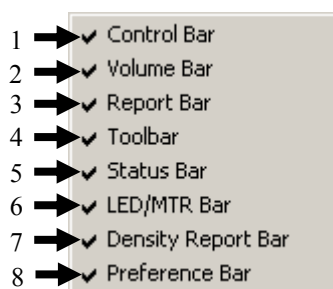 1 Control Bar
2 Volume Bar
3 Report Bar
4 Toolbar
5 Status Bar
6 LED/MTR Bar
7 Density Report Bar
8 Preference Bar